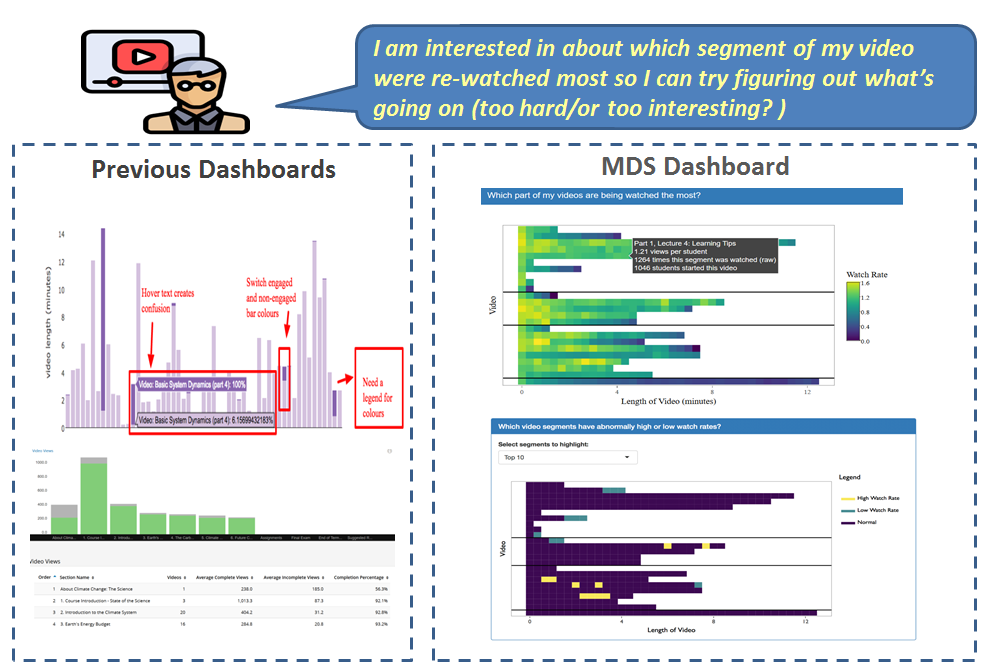 I am interested in about which segment of my video
were re-watched most so I can try figuring out what's
going on (too hard/or too interesting? )
Previous Dashboards
video length (minutes)
14
12
10
8
6
4
2
0
Hover text creates
confusion
Switch engaged
and non-engaged
bar colours
Need a
legend for
colours
Video: Basic System Dynamics (part 4): 100%
Video: Basic System Dynamics (part 4): 6.15699432183%
Video Views
1000.0
800.0
600.0
400.0
200.0
0.0
About Clima...
1. Course I...
2. Introdu...
3. Earth's ...
4. The Carb...
5. Climate ...
6. Future C...
Assignments
Final Exam
End of Term...
Suggested R...
Video Views
Order Section Name Videos Average Complete Views Average Incomplete Views Completion Percentage
1 About Climate Change: The Science 1 238.0 185.0 56.3%
2 1. Course Introduction - State of the Science 3 1,013.3 87.3 92.1%
3 2. Introduction to the Climate System 20 404.2 31.2 92.8%
4 3. Earth's Energy Budget 16 284.8 20.8 93.2%
MDS Dashboard
Which part of my videos are being watched the most?
Part 1, Lecture 4: Learning Tips
1.21 views per student
1264 times this segment was watched (raw)
1046 students started this video
Video
0 4 8 12
Length of Video (minutes)
Watch Rate
1.6
1.2
0.8
0.4
0.0
Which video segments have abnormally high or low watch rates?
Select segments to highlight:
Top 10
Video
0 4 8 12
Length of Video
Legend
High Watch Rate
Low Watch Rate
Normal